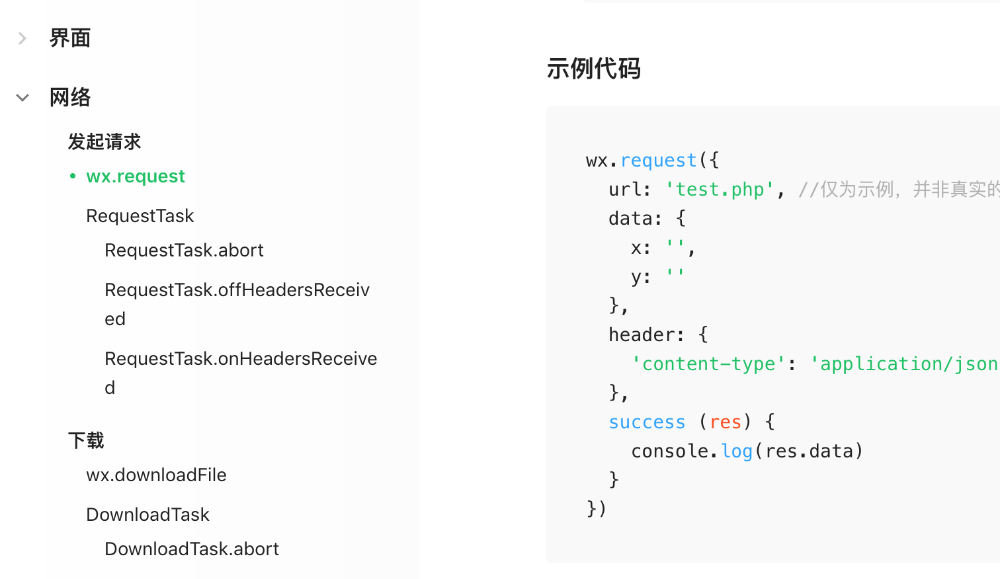 界面
网络
发起请求
• wx.request
RequestTask
RequestTask.abort
RequestTask.offHeadersReceiv
ed
RequestTask.onHeadersReceive
d
下载
wx.downloadFile
DownloadTask
DownloadTask.abort
示例代码
wx.request({
  url: 'test.php', //仅为示例，并非真实的
  data: {
    x: '',
    y: ''
  },
  header: {
    'content-type': 'application/json
  },
  success (res) {
    console.log(res.data)
  }
})